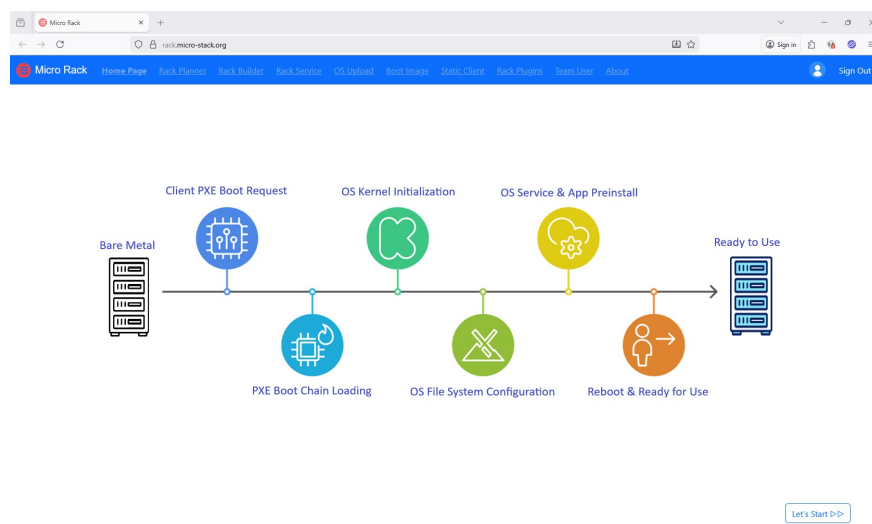 Micro Rack
rack.micro-stack.org
Sign in
Micro Rack Home Page Rack Planner Rack Builder Rack Service OS Upload Boot Image Static Client Rack Plugins Team User About Sign Out
Client PXE Boot Request
OS Kernel Initialization
OS Service & App Preinstall
Bare Metal
Ready to Use
PXE Boot Chain Loading
OS File System Configuration
Reboot & Ready for Use
Let's Start ▷▷